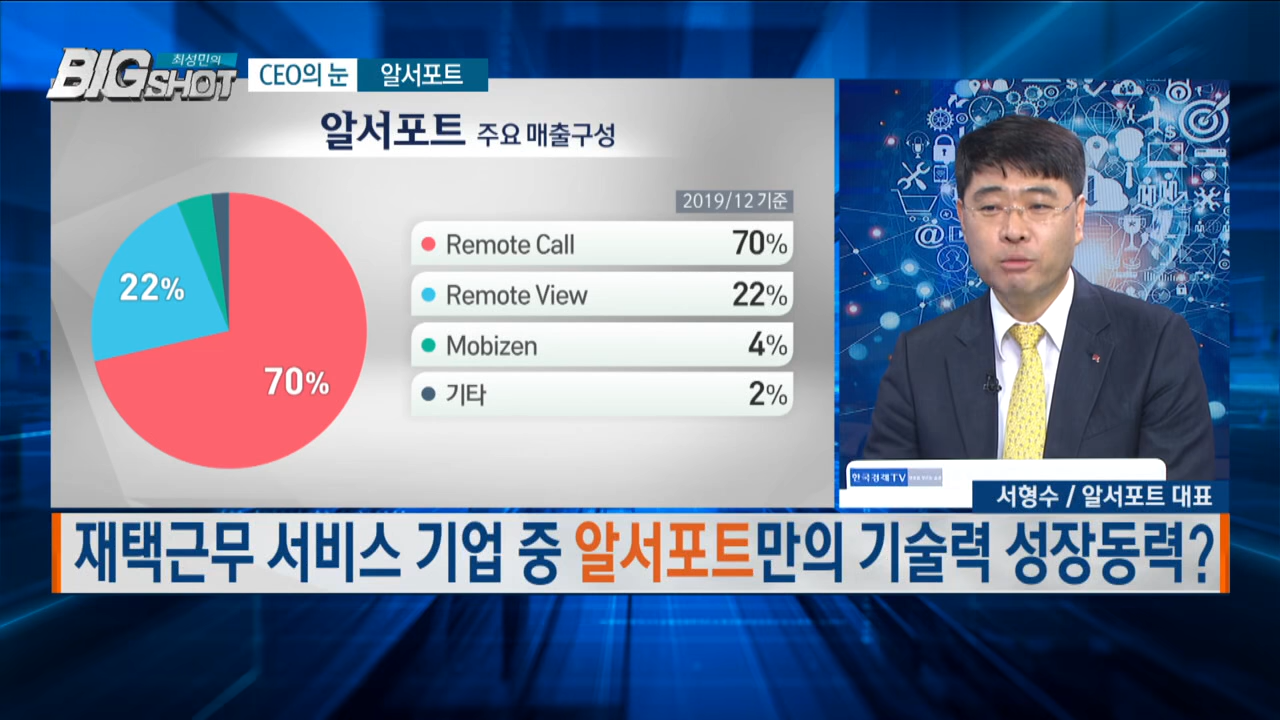 최성민의
BIG SHOT
CEO의 눈 알서포트
알서포트 주요 매출구성
2019/12 기준
Remote Call 70%
Remote View 22%
Mobizen 4%
기타 2%
22%
70%
@
$
한국경제TV
서형수 / 알서포트 대표
재택근무 서비스 기업 중 알서포트만의 기술력 성장동력?